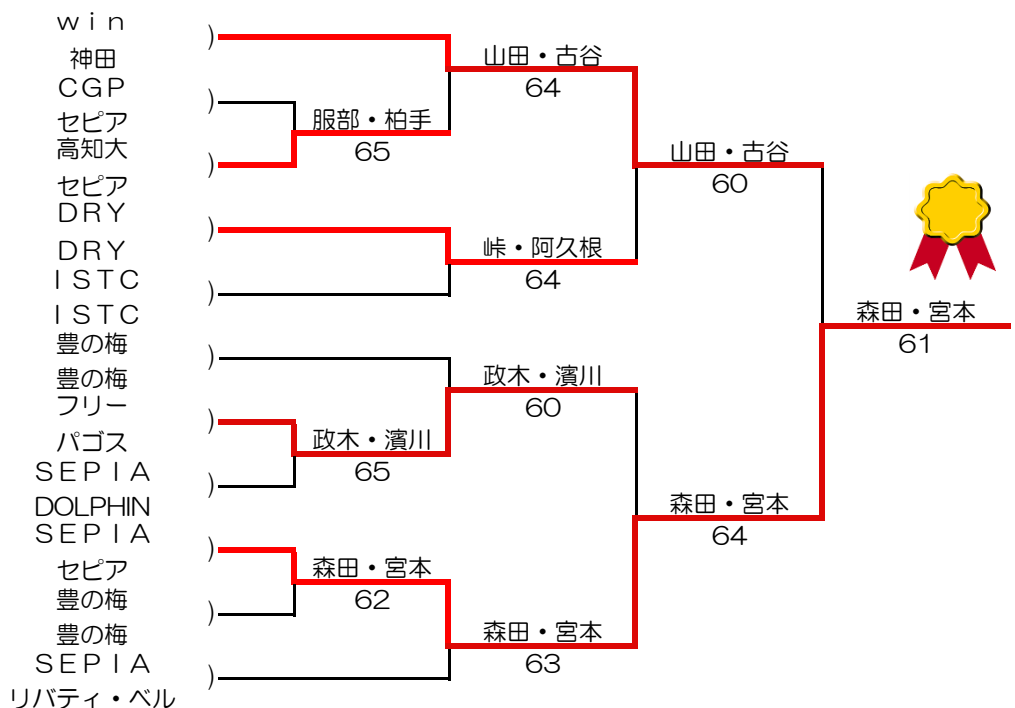 ｗｉｎ
)
神田
ＣＧＰ
)
セピア
高知大
)
セピア
ＤＲＹ
)
ＤＲＹ
ＩＳＴＣ
)
ＩＳＴＣ
豊の梅
)
豊の梅
フリー
)
パゴス
ＳＥＰＩＡ
)
DOLPHIN
ＳＥＰＩＡ
)
セピア
豊の梅
)
豊の梅
ＳＥＰＩＡ
)
リバティ・ベル
服部・柏手
65
政木・濱川
65
森田・宮本
62
山田・古谷
64
峠・阿久根
64
政木・濱川
60
森田・宮本
63
山田・古谷
60
森田・宮本
64
森田・宮本
61